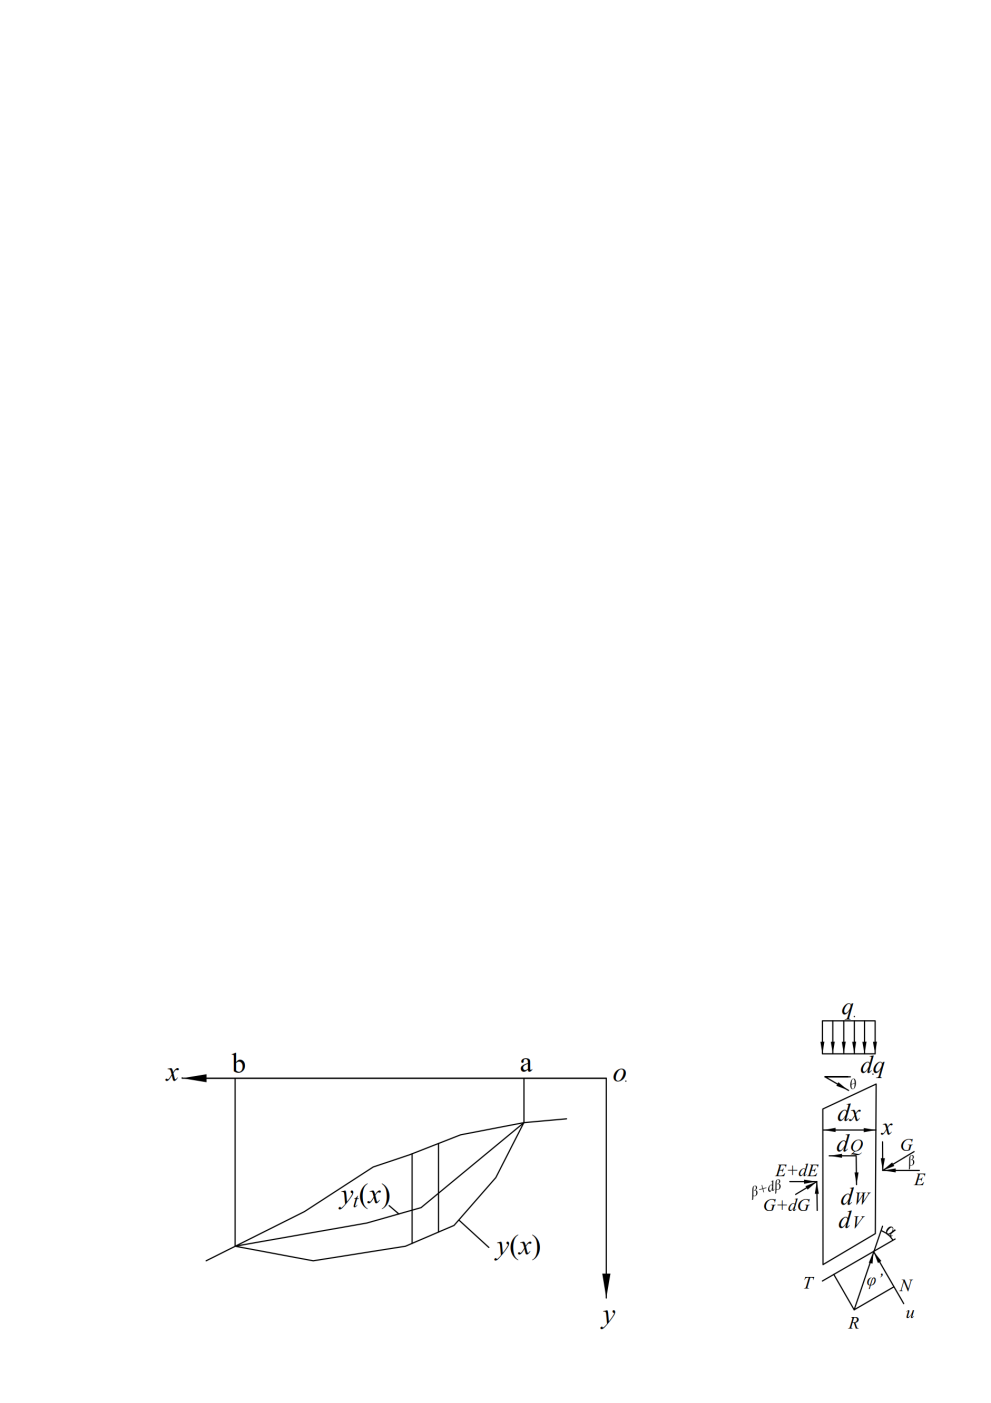 b
a
x
o
y_t(x)
y(x)
y
q
dq
θ
dx
x
dQ
G
β
E
E+dE
β+dβ
G+dG
dW
dV
α
T
φ'
N
u
R